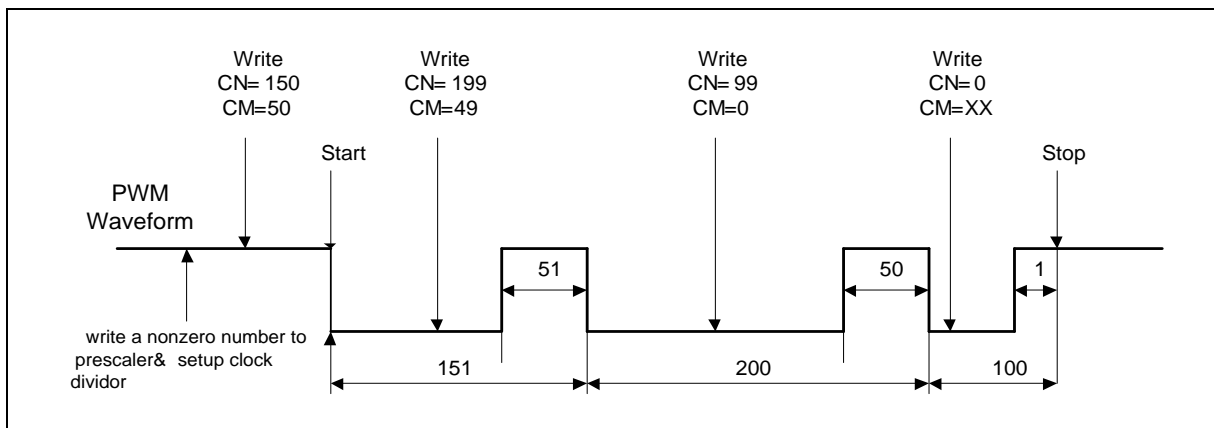 Write
CN= 150
CM=50
Write
CN= 199
CM=49
Write
CN= 99
CM=0
Write
CN= 0
CM=XX
Start
Stop
PWM
Waveform
51
50
1
write a nonzero number to
prescaler& setup clock
dividor
151
200
100